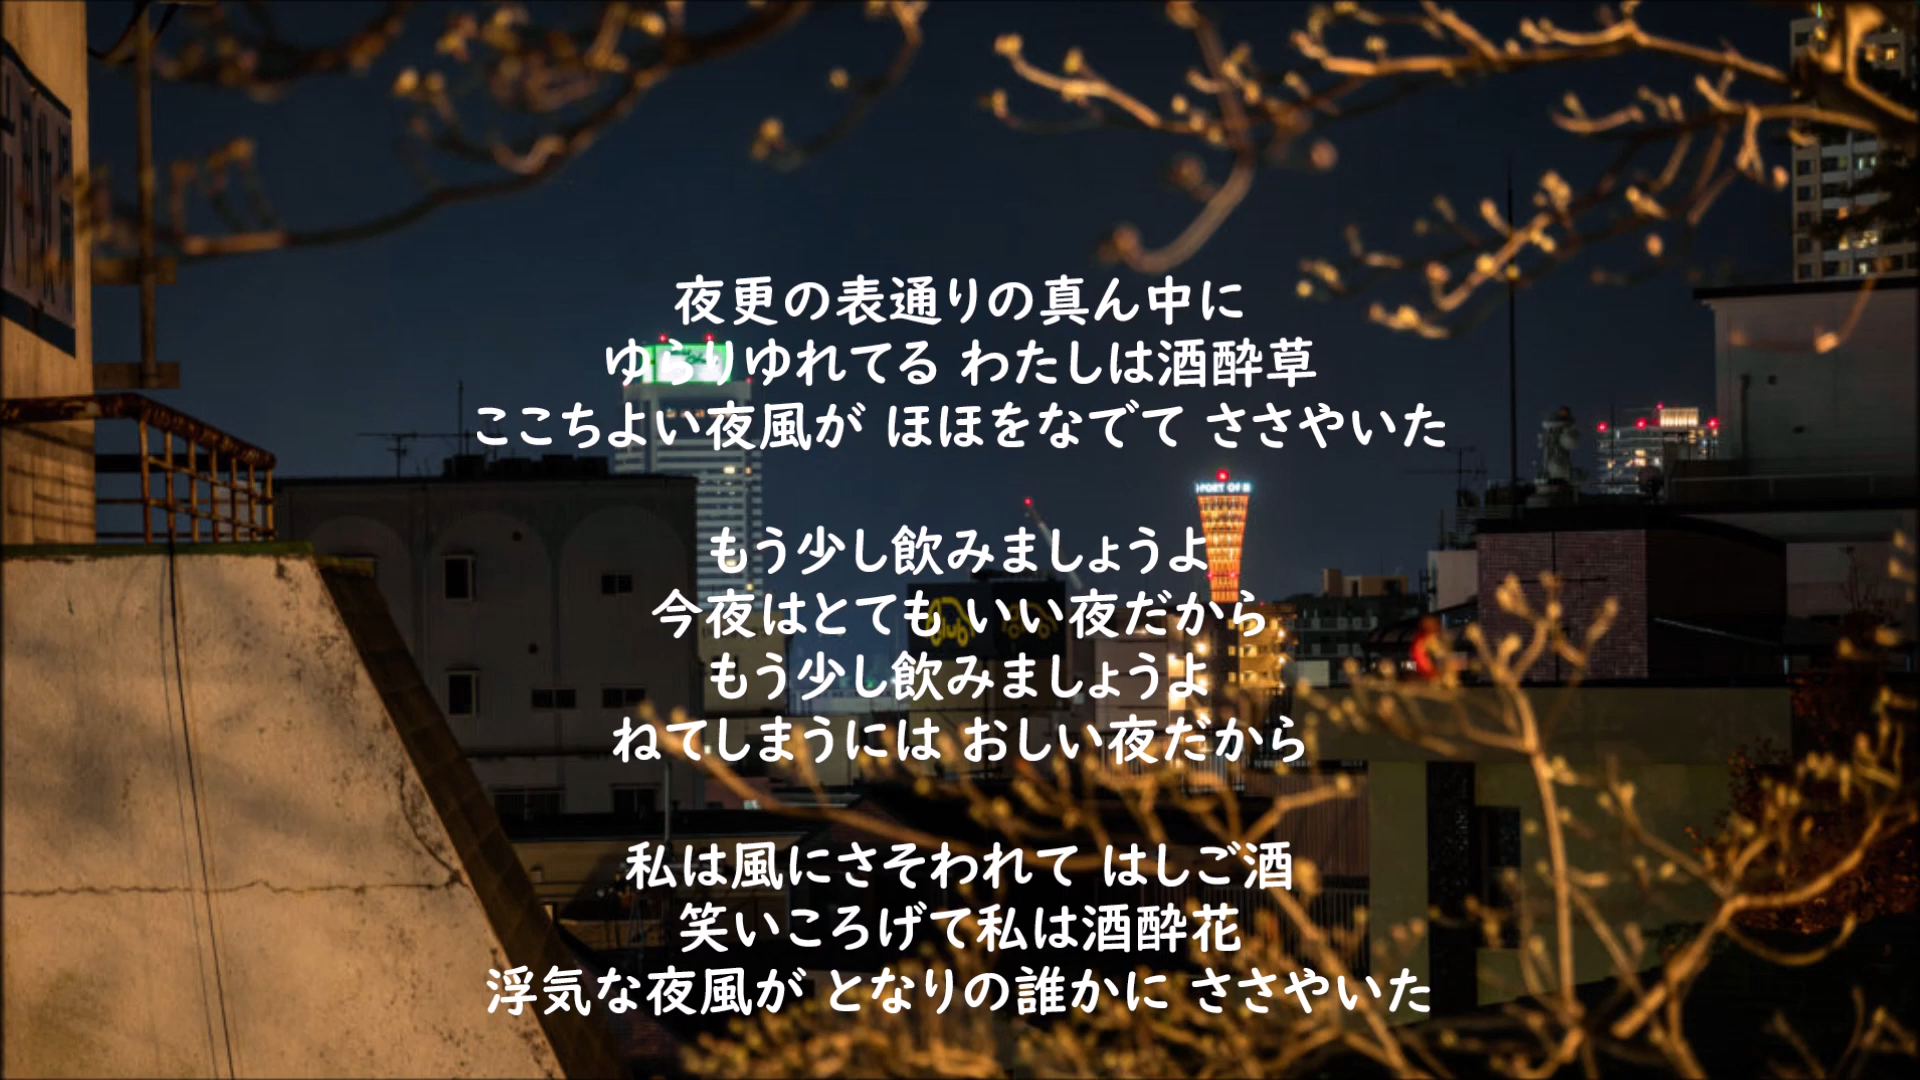 夜更の表通りの真ん中に
ゆらりゆれてる わたしは酒酔草
ここちよい夜風が ほほをなでて ささやいた
もう少し飲みましょうよ
今夜はとても いい夜だから
もう少し飲みましょうよ
ねてしまうには おしい夜だから
私は風にさそわれて はしご酒
笑いころげて私は酒酔花
浮気な夜風が となりの誰かに ささやいた
PORT OF